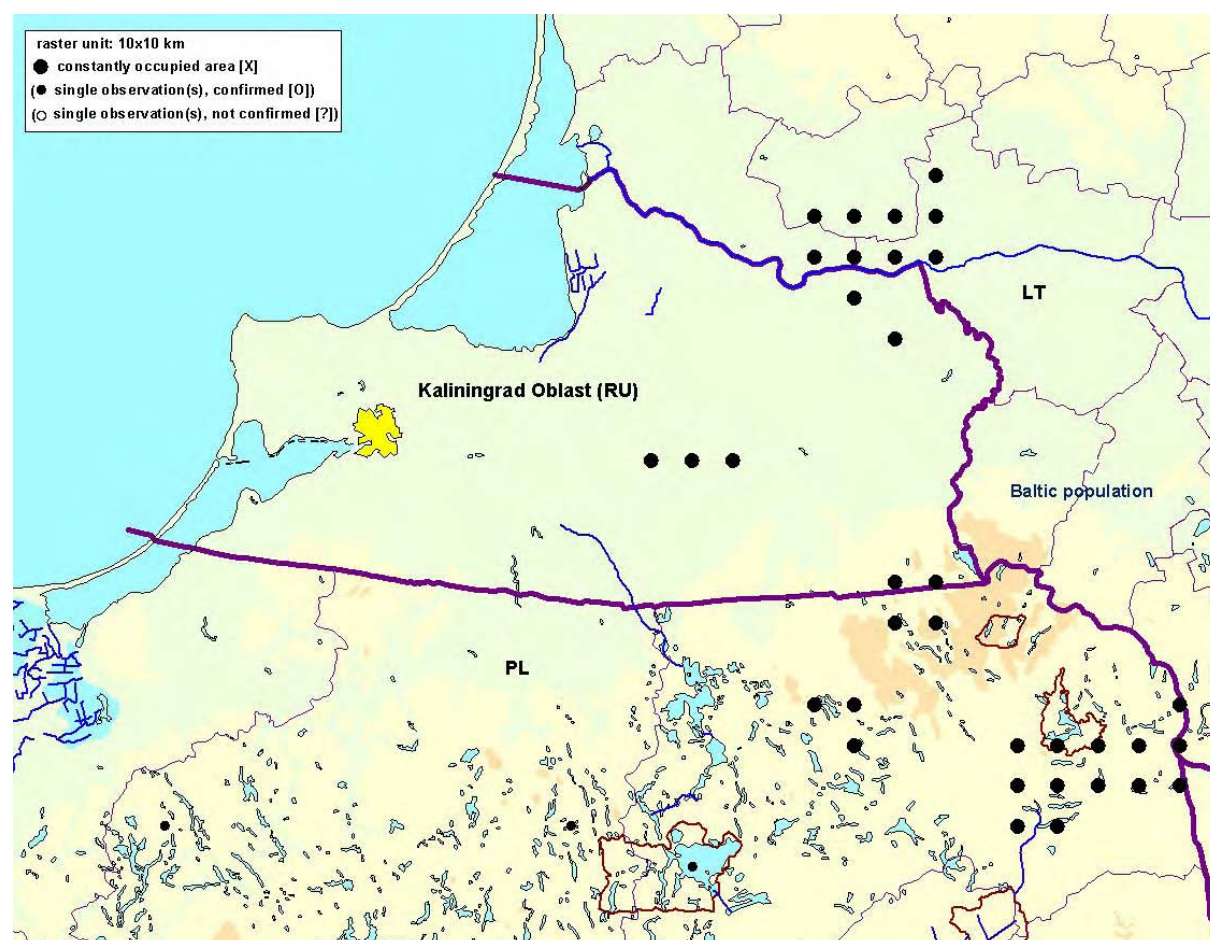 raster unit: 10x10 km
constantly occupied area [X]
(● single observation(s), confirmed [O])
(○ single observation(s), not confirmed [?])
LT
Kaliningrad Oblast (RU)
Baltic population
PL